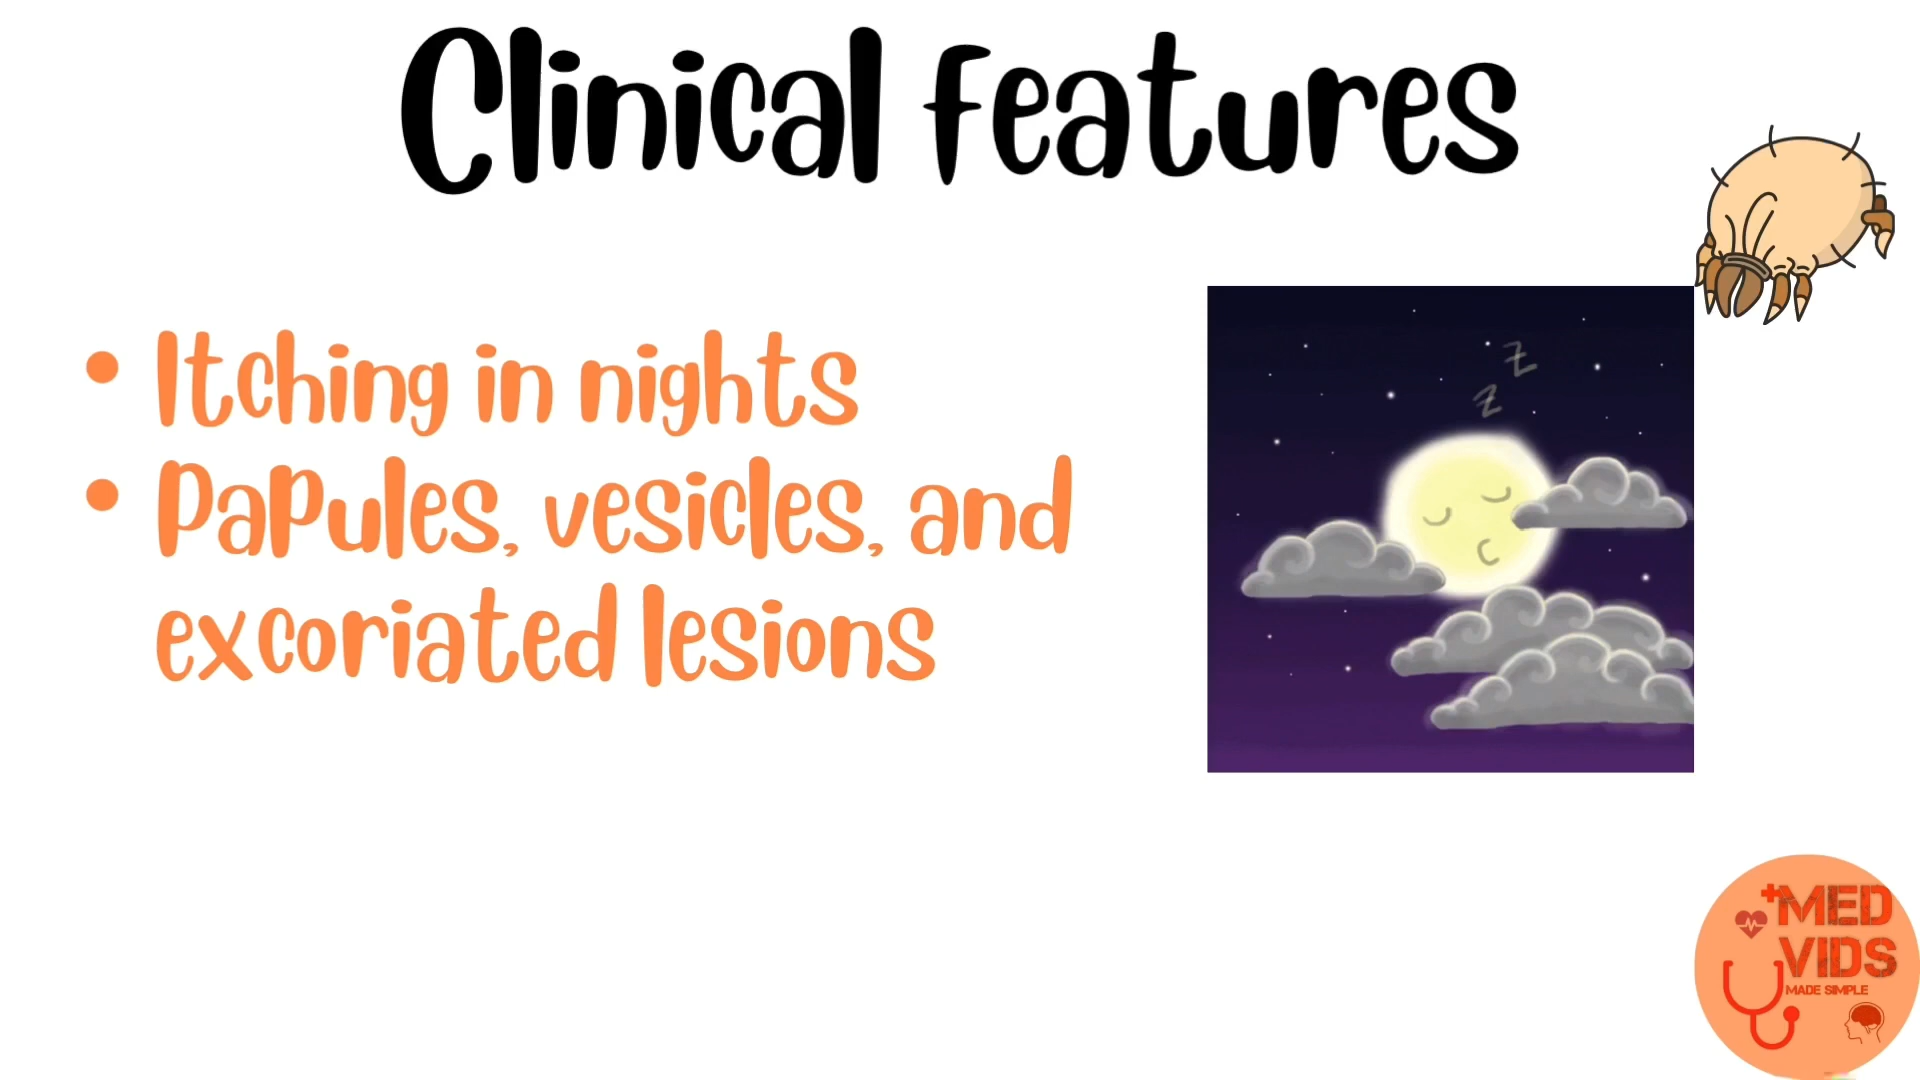 Clinical features
• Itching in nights
• Papules, vesicles, and
excoriated lesions
z
z
MED
VIDS
MADE SIMPLE